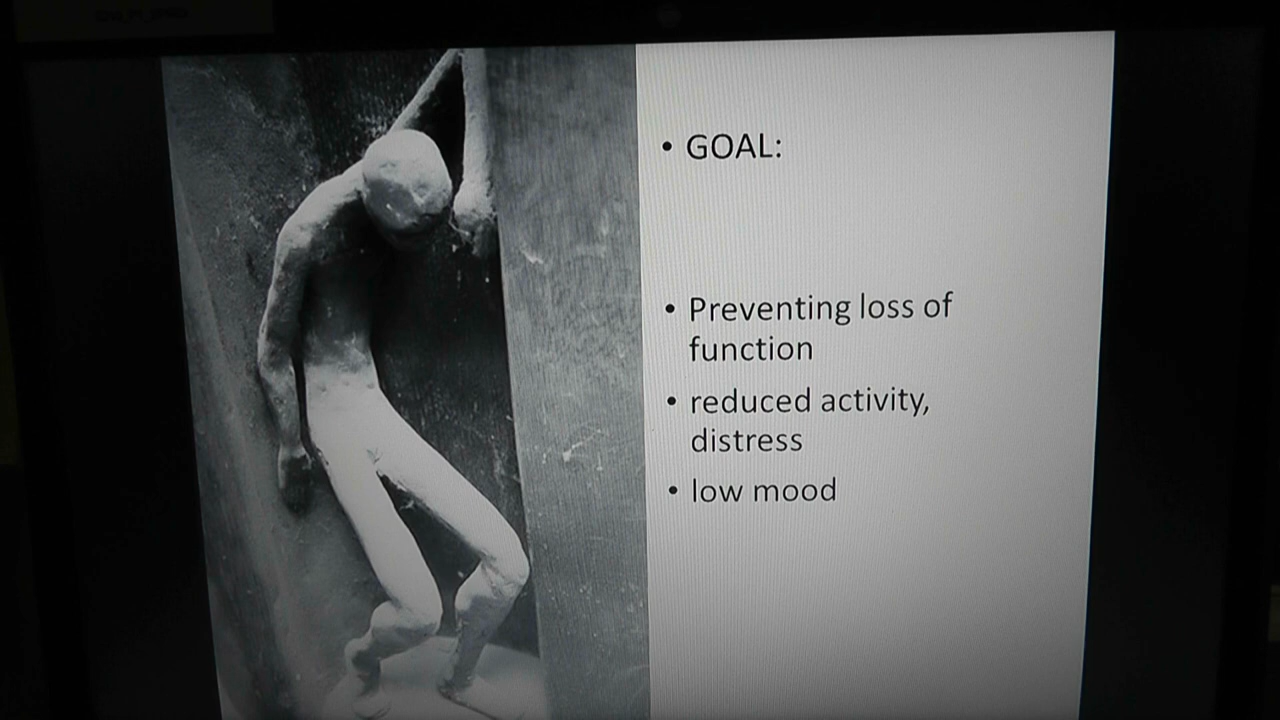 • GOAL:
• Preventing loss of
function
• reduced activity,
distress
• low mood